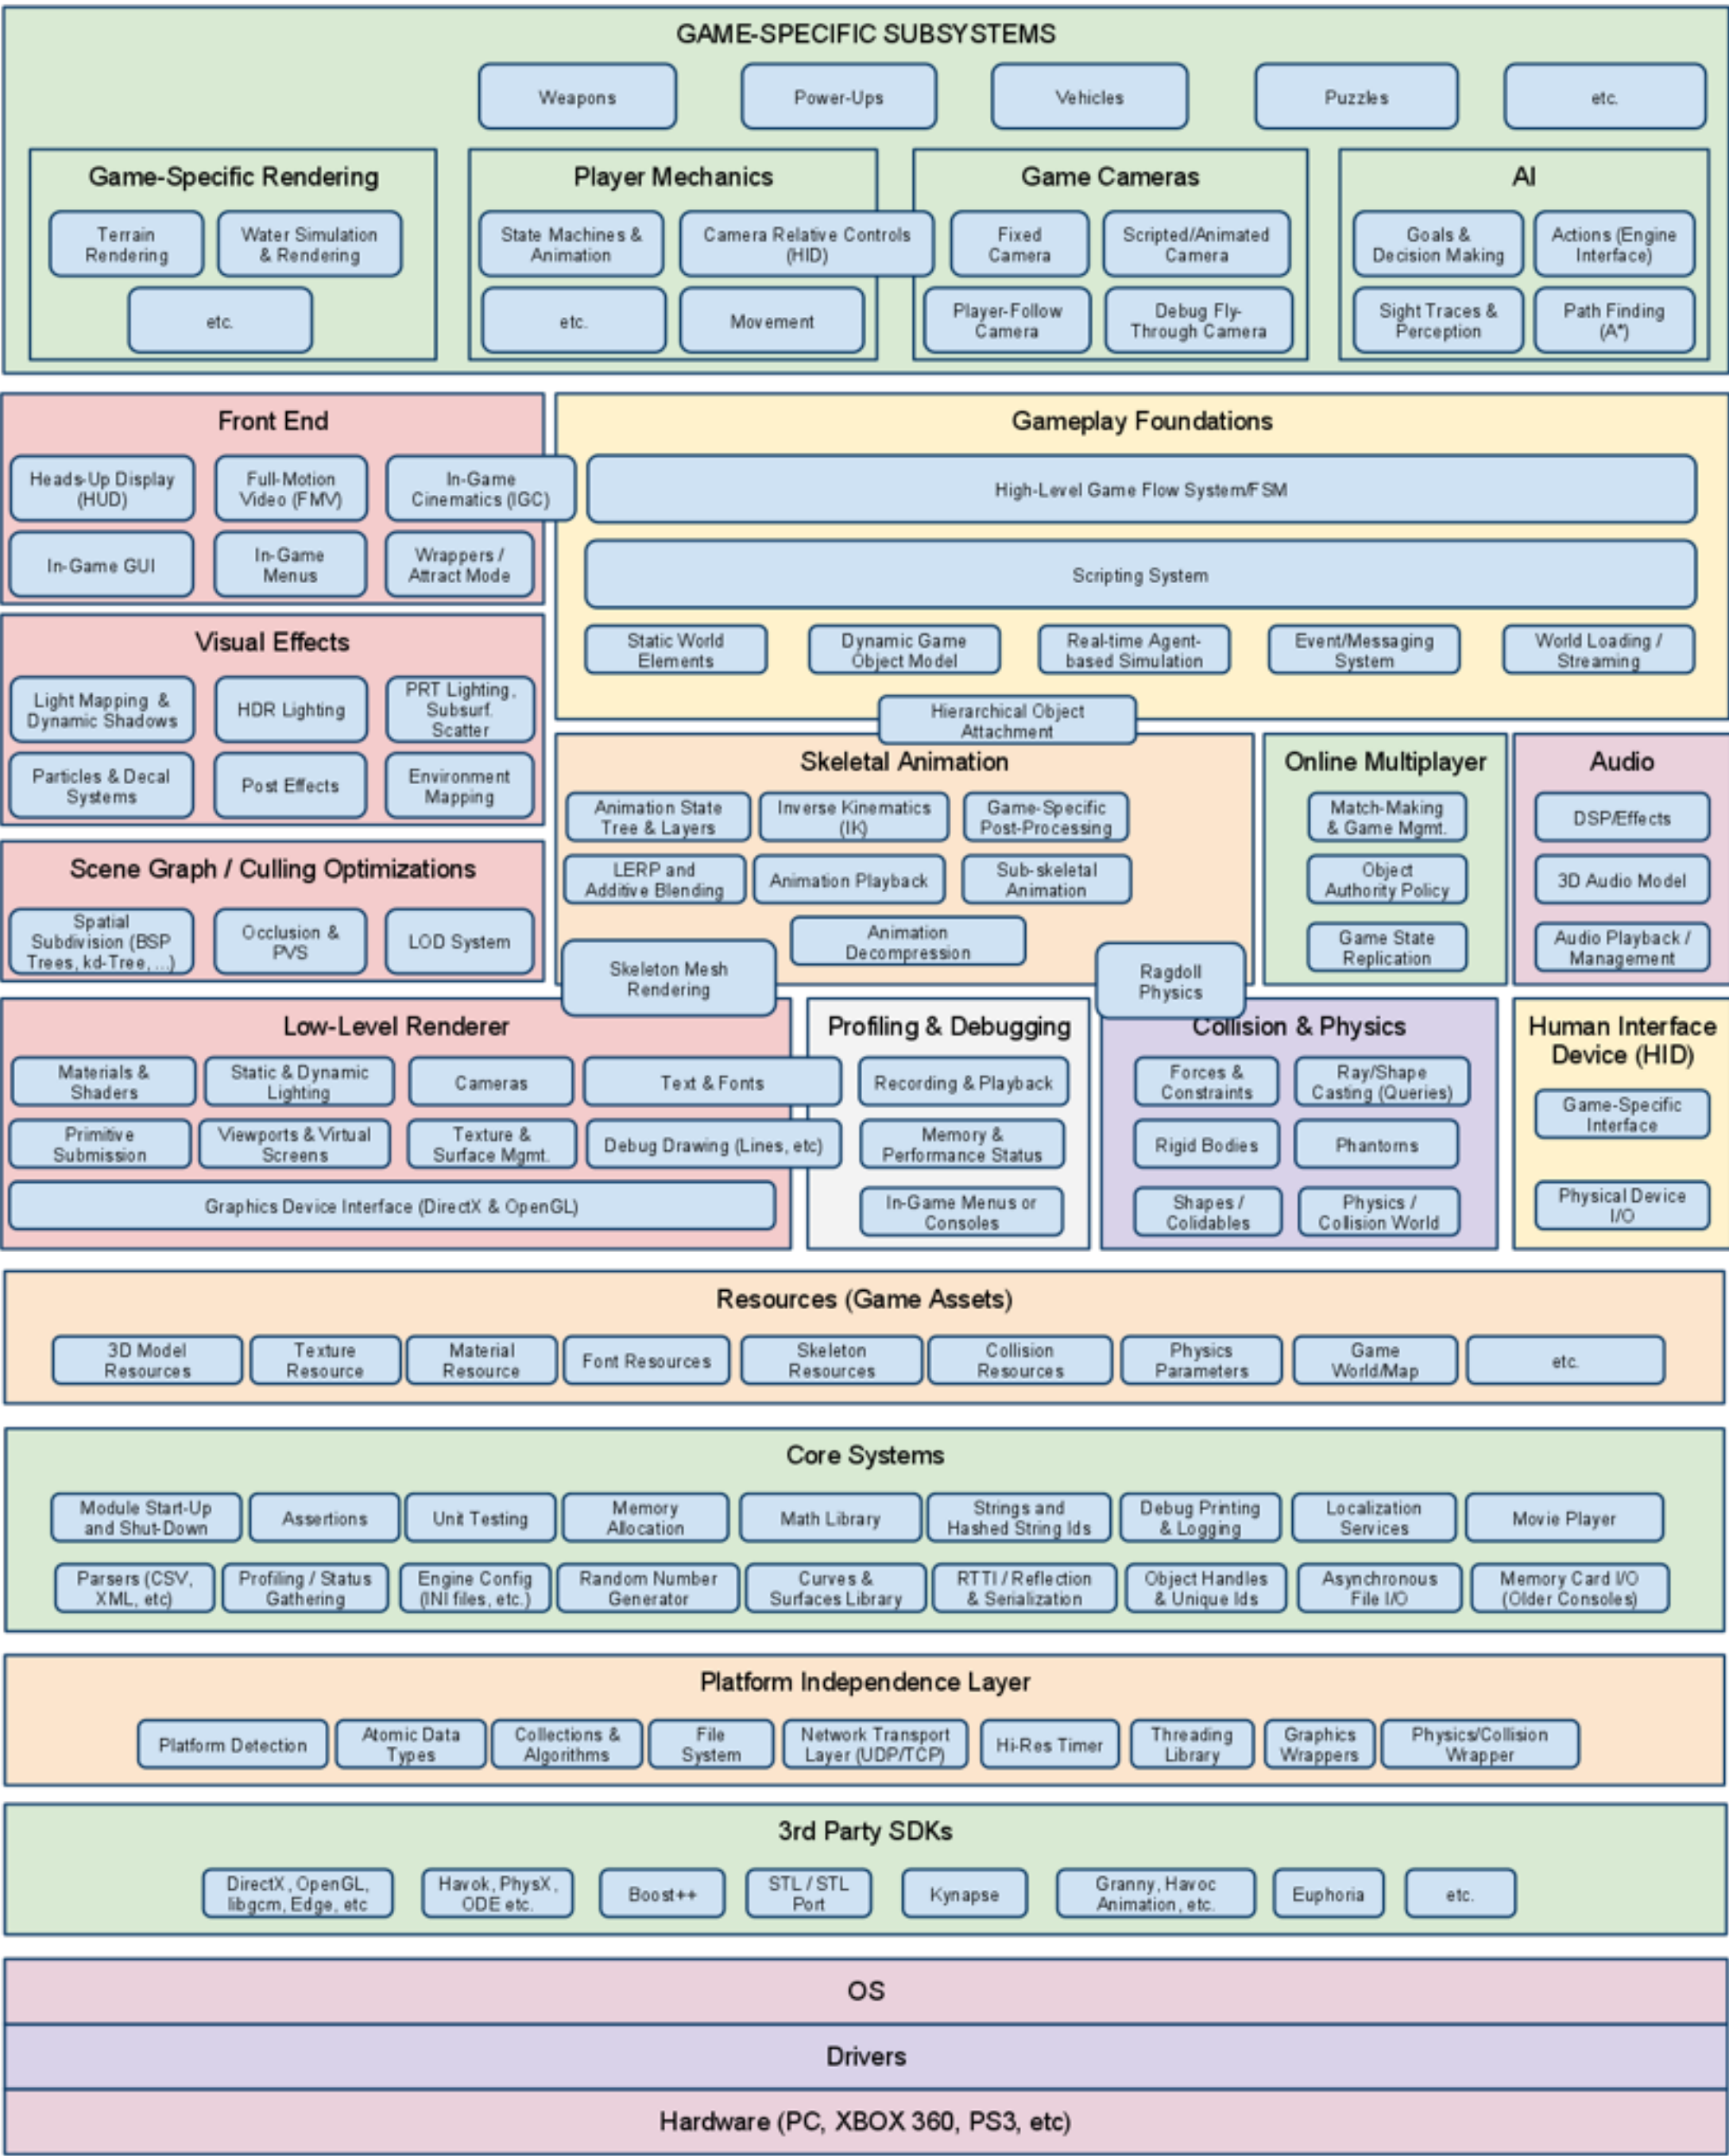 GAME-SPECIFIC SUBSYSTEMS
Weapons
Power-Ups
Vehicles
Puzzles
etc.
Game-Specific Rendering
Terrain
Rendering
Water Simulation
& Rendering
etc.
Player Mechanics
State Machines &
Animation
Camera Relative Controls
(HID)
etc.
Movement
Game Cameras
Fixed
Camera
Scripted/Animated
Camera
Player-Follow
Camera
Debug Fly-
Through Camera
AI
Goals &
Decision Making
Actions (Engine
Interface)
Sight Traces &
Perception
Path Finding
(A*)
Front End
Heads-Up Display
(HUD)
Full-Motion
Video (FMV)
In-Game
Cinematics (IGC)
In-Game GUI
In-Game
Menus
Wrappers /
Attract Mode
Gameplay Foundations
High-Level Game Flow System/FSM
Scripting System
Static World
Elements
Dynamic Game
Object Model
Real-time Agent-
based Simulation
Event/Messaging
System
World Loading /
Streaming
Hierarchical Object
Attachment
Visual Effects
Light Mapping &
Dynamic Shadows
HDR Lighting
PRT Lighting,
Subsurf.
Scatter
Particles & Decal
Systems
Post Effects
Environment
Mapping
Skeletal Animation
Animation State
Tree & Layers
Inverse Kinematics
(IK)
Game-Specific
Post-Processing
LERP and
Additive Blending
Animation Playback
Sub-skeletal
Animation
Animation
Decompression
Skeleton Mesh
Rendering
Ragdoll
Physics
Online Multiplayer
Match-Making
& Game Mgmt.
Object
Authority Policy
Game State
Replication
Audio
DSP/Effects
3D Audio Model
Audio Playback /
Management
Scene Graph / Culling Optimizations
Spatial
Subdivision (BSP
Trees, kd-Tree, ...)
Occlusion &
PVS
LOD System
Low-Level Renderer
Materials &
Shaders
Static & Dynamic
Lighting
Cameras
Text & Fonts
Primitive
Submission
Viewports & Virtual
Screens
Texture &
Surface Mgmt.
Debug Drawing (Lines, etc)
Graphics Device Interface (DirectX & OpenGL)
Profiling & Debugging
Recording & Playback
Memory &
Performance Status
In-Game Menus or
Consoles
Collision & Physics
Forces &
Constraints
Ray/Shape
Casting (Queries)
Rigid Bodies
Phantoms
Shapes /
Colidables
Physics /
Collision World
Human Interface
Device (HID)
Game-Specific
Interface
Physical Device
I/O
Resources (Game Assets)
3D Model
Resources
Texture
Resource
Material
Resource
Font Resources
Skeleton
Resources
Collision
Resources
Physics
Parameters
Game
World/Map
etc.
Core Systems
Module Start-Up
and Shut-Down
Assertions
Unit Testing
Memory
Allocation
Math Library
Strings and
Hashed String Ids
Debug Printing
& Logging
Localization
Services
Movie Player
Parsers (CSV,
XML, etc)
Profiling / Status
Gathering
Engine Config
(INI files, etc.)
Random Number
Generator
Curves &
Surfaces Library
RTTI / Reflection
& Serialization
Object Handles
& Unique Ids
Asynchronous
File I/O
Memory Card I/O
(Older Consoles)
Platform Independence Layer
Platform Detection
Atomic Data
Types
Collections &
Algorithms
File
System
Network Transport
Layer (UDP/TCP)
Hi-Res Timer
Threading
Library
Graphics
Wrappers
Physics/Collision
Wrapper
3rd Party SDKs
DirectX, OpenGL,
libgcm, Edge, etc
Havok, PhysX,
ODE etc.
Boost++
STL / STL
Port
Kynapse
Granny, Havoc
Animation, etc.
Euphoria
etc.
OS
Drivers
Hardware (PC, XBOX 360, PS3, etc)